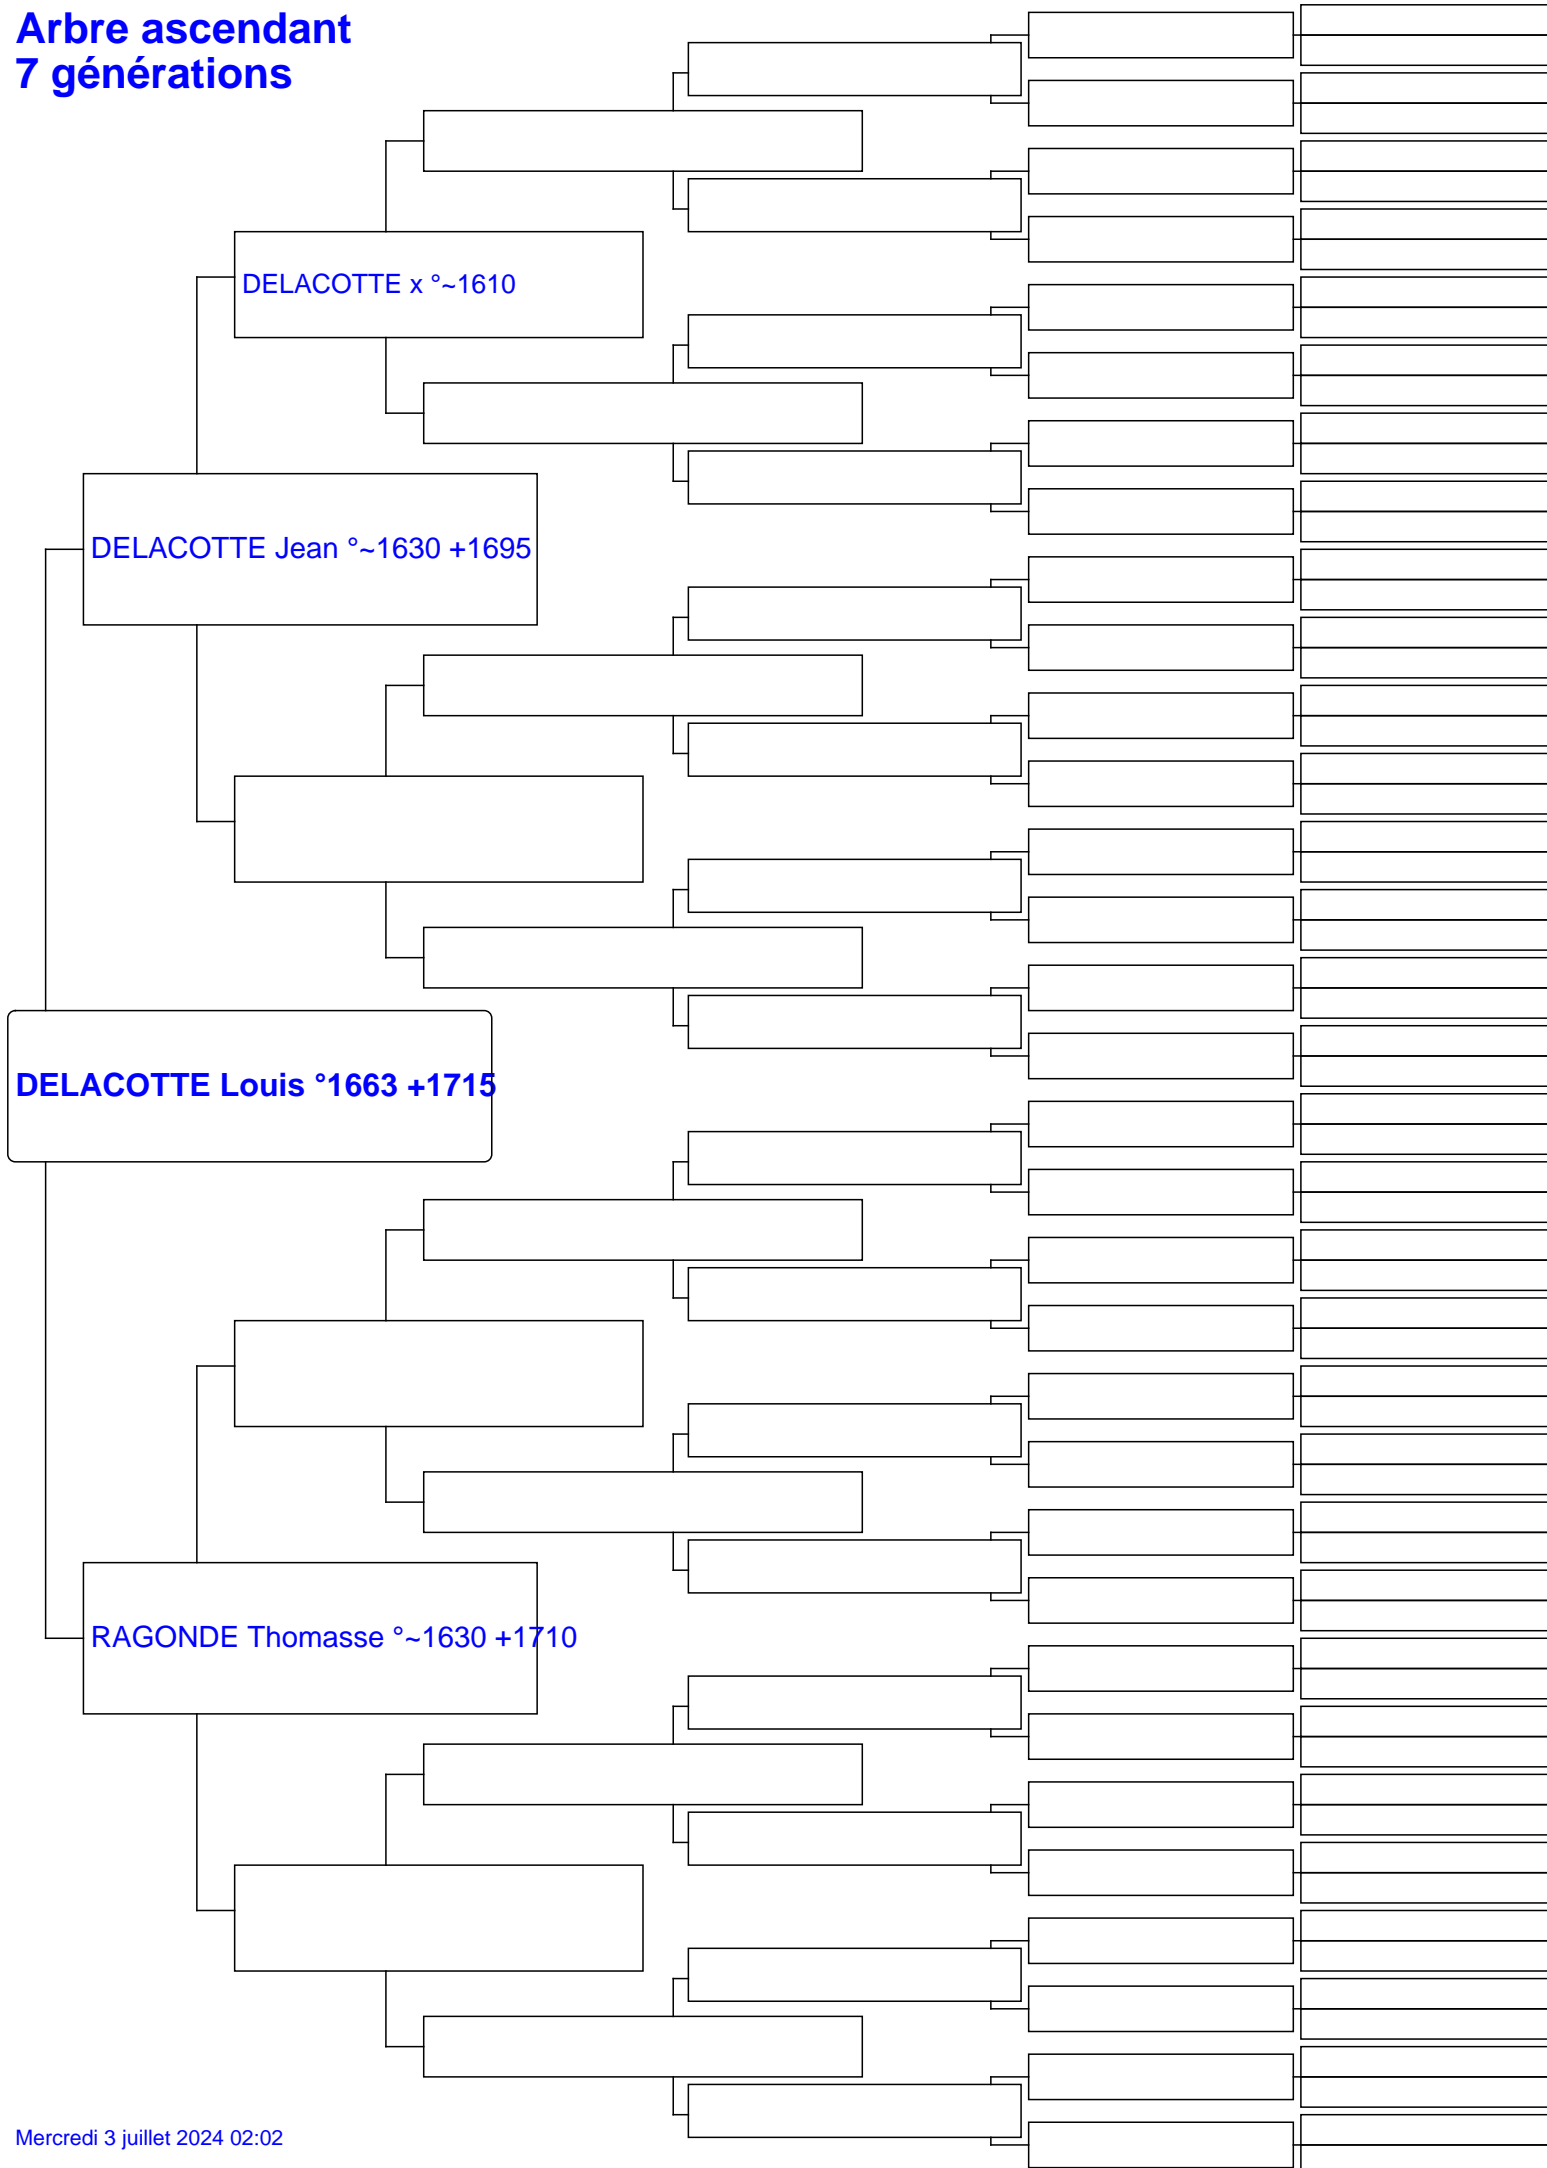 Arbre ascendant
7 générations
DELACOTTE x °~1610
DELACOTTE Jean °~1630 +1695
DELACOTTE Louis °1663 +1715
RAGONDE Thomasse °~1630 +1710
Mercredi 3 juillet 2024 02:02